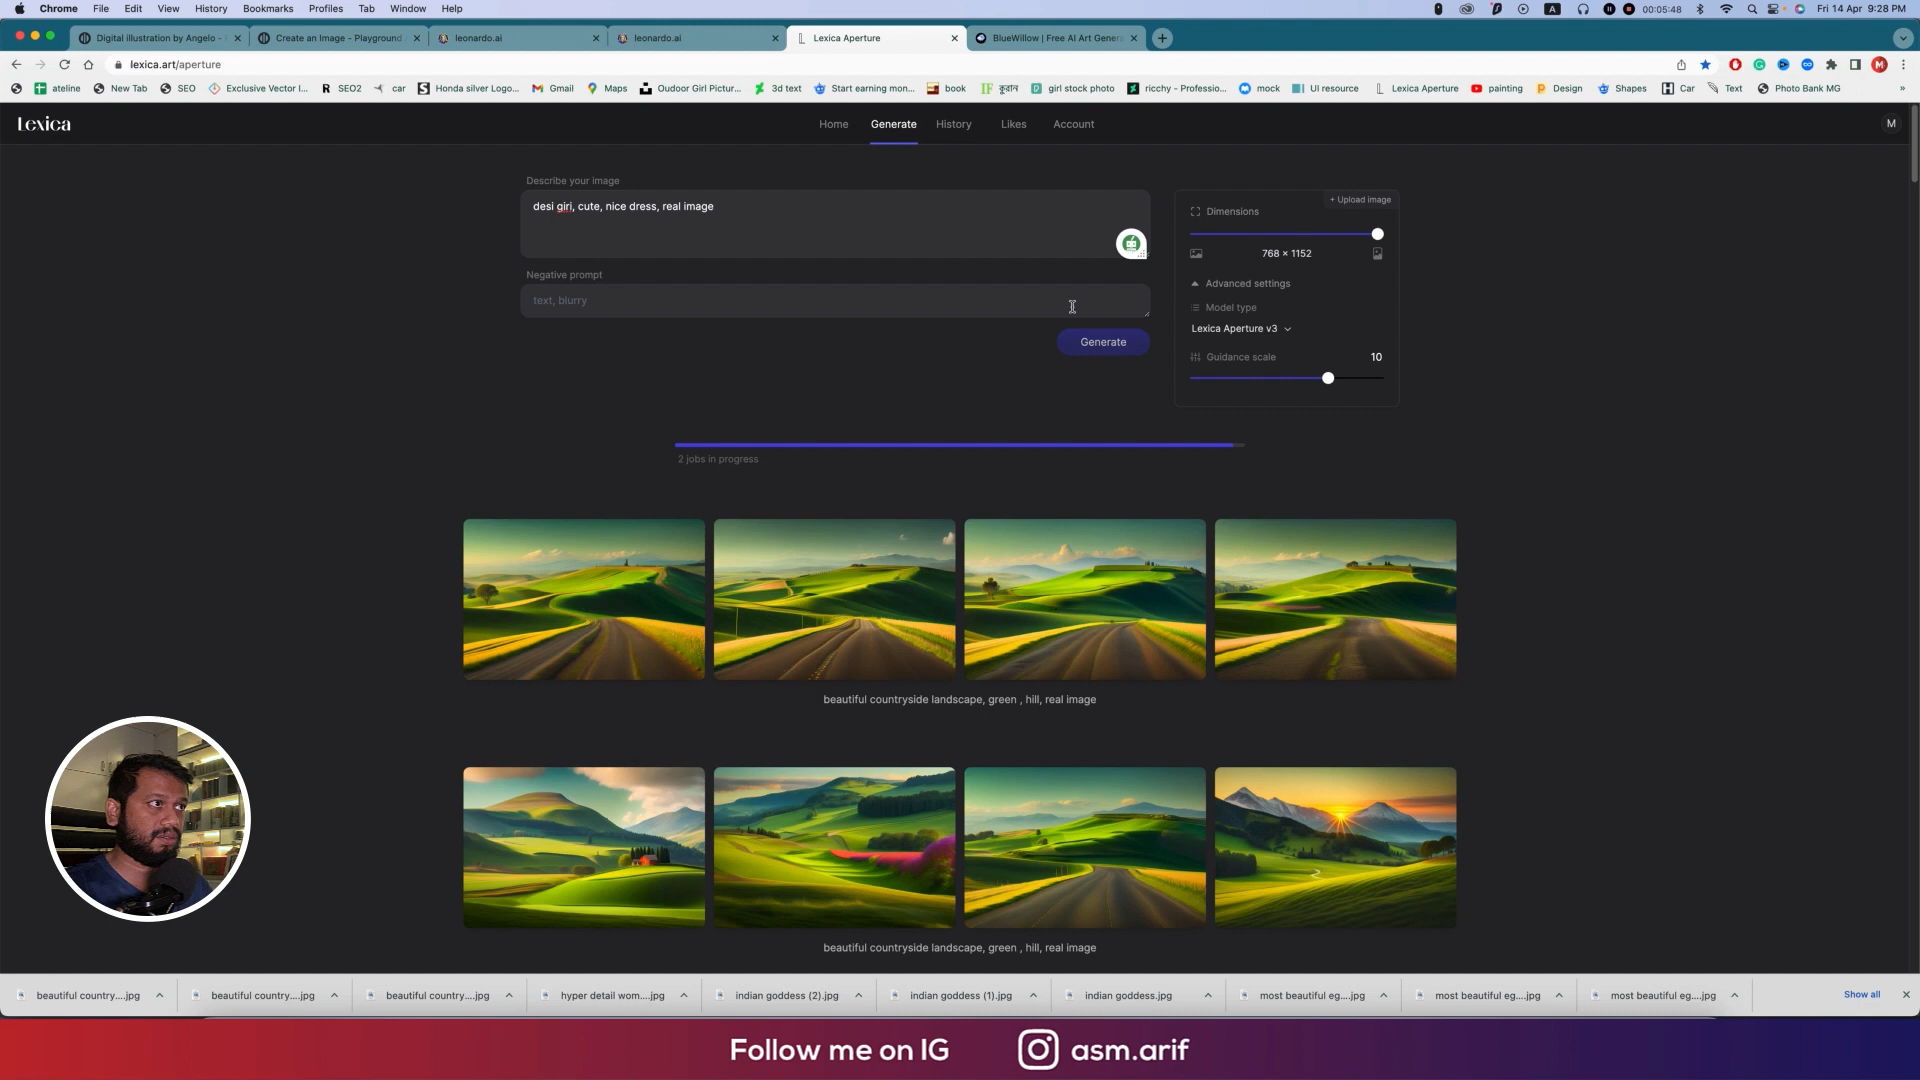 Chrome File Edit View History Bookmarks Profiles Tab Window Help
A 00:05:48 Fri 14 Apr 9:28 PM
Digital illustration by Angelo -
Create an Image - Playground
leonardo.ai
leonardo.ai
Lexica Aperture
BlueWillow | Free AI Art Genera
lexica.art/aperture
M
ateline New Tab SEO Exclusive Vector I... SEO2 car Honda silver Logo... Gmail Maps Oudoor Girl Pictur... 3d text Start earning mon... book কুরান girl stock photo ricchy - Professio... mock UI resource Lexica Aperture painting Design Shapes Car Text Photo Bank MG »
Lexica
Home Generate History Likes Account
M
Describe your image
desi giri, cute, nice dress, real image
Negative prompt
text, blurry
Generate
+ Upload image
Dimensions
768 × 1152
Advanced settings
Model type
Lexica Aperture v3
Guidance scale 10
2 jobs in progress
beautiful countryside landscape, green , hill, real image
beautiful countryside landscape, green , hill, real image
beautiful country....jpg
beautiful country....jpg
beautiful country....jpg
hyper detail wom....jpg
indian goddess (2).jpg
indian goddess (1).jpg
indian goddess.jpg
most beautiful eg....jpg
most beautiful eg....jpg
most beautiful eg....jpg
Show all
Follow me on IG asm.arif